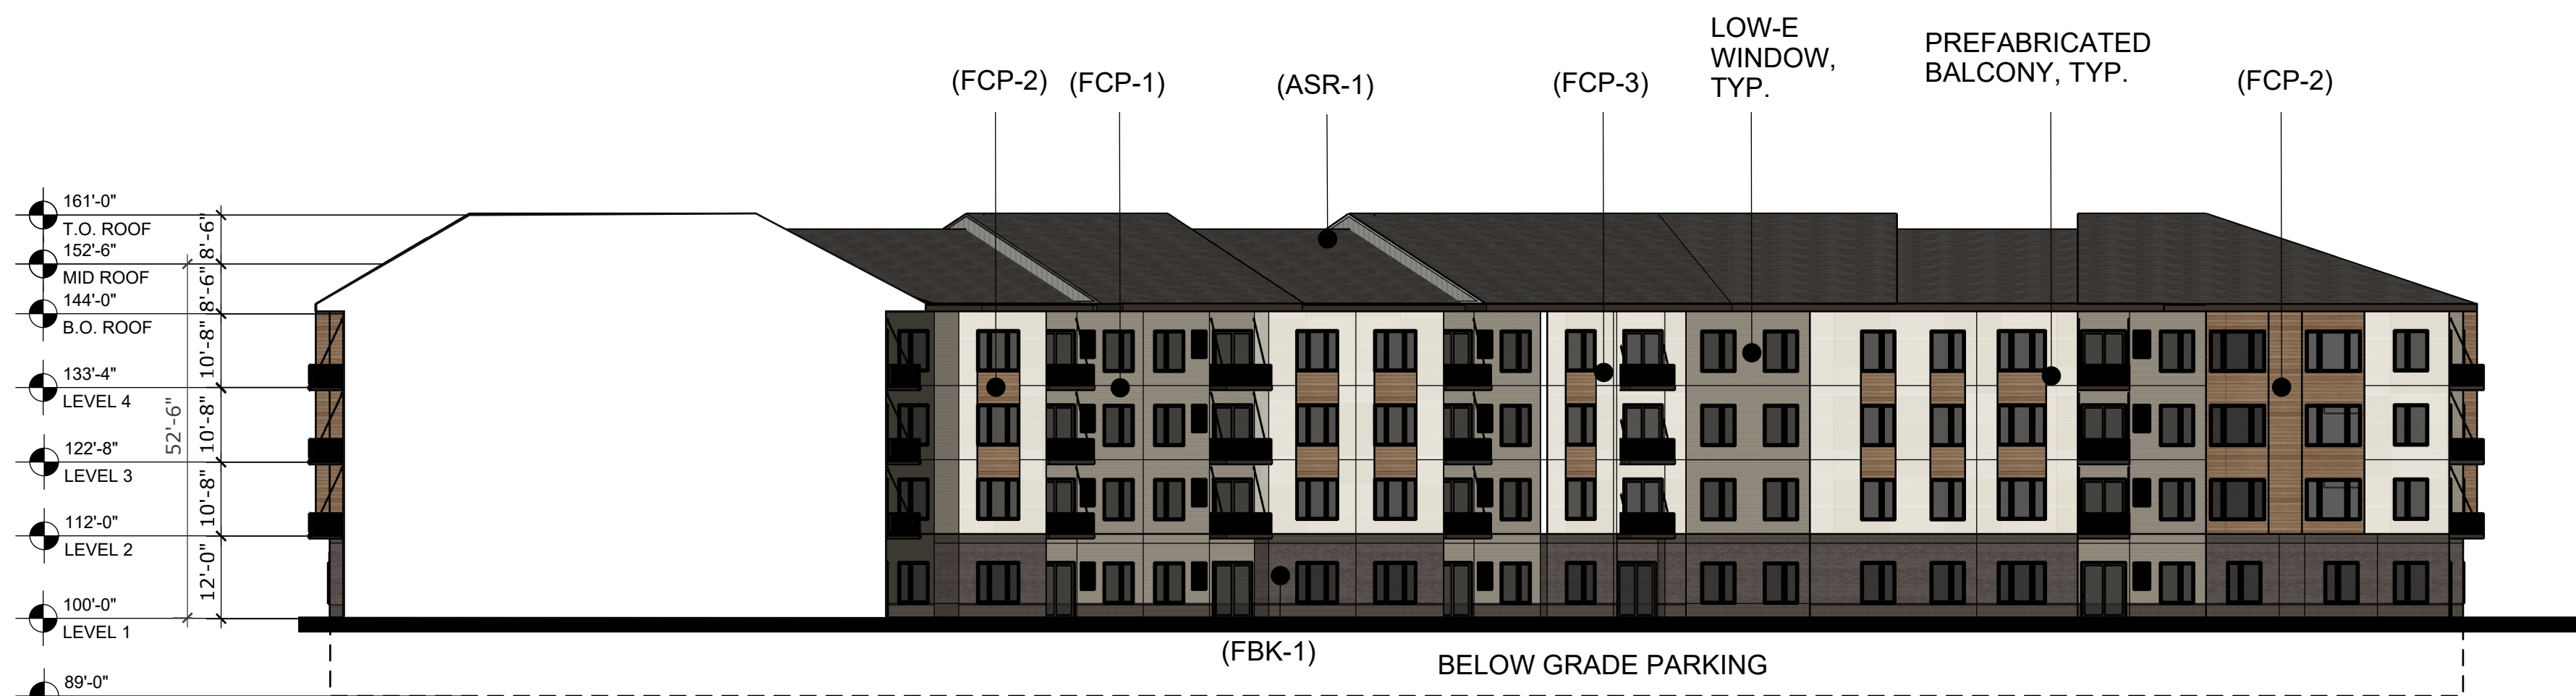 LOW-E
WINDOW,
TYP.
PREFABRICATED
BALCONY, TYP.
(FCP-2)
(FCP-1)
(ASR-1)
(FCP-3)
(FCP-2)
161'-0"
T.O. ROOF
152'-6"
MID ROOF
144'-0"
B.O. ROOF
133'-4"
LEVEL 4
122'-8"
LEVEL 3
112'-0"
LEVEL 2
100'-0"
LEVEL 1
89'-0"
52'-6"
8'-6"
8'-6"
10'-8"
10'-8"
10'-8"
12'-0"
(FBK-1)
BELOW GRADE PARKING